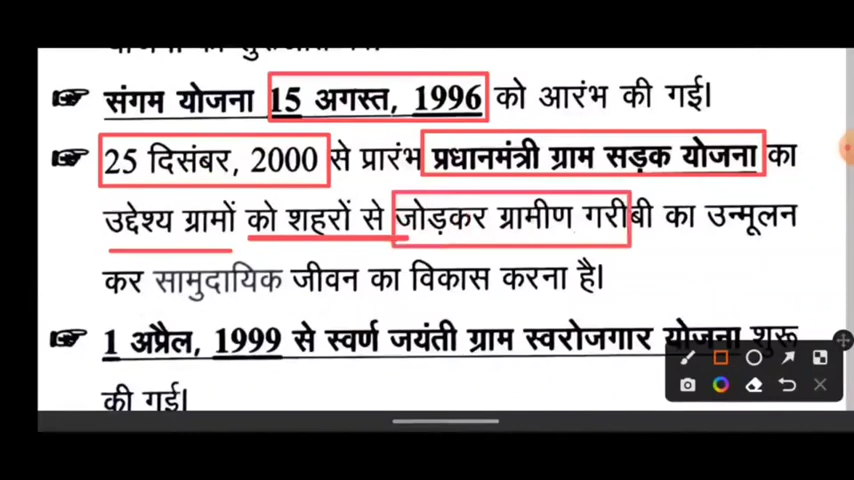 संगम योजना 15 अगस्त, 1996 को आरंभ की गई।
25 दिसंबर, 2000 से प्रारंभ प्रधानमंत्री ग्राम सड़क योजना का
उद्देश्य ग्रामों को शहरों से जोड़कर ग्रामीण गरीबी का उन्मूलन
कर सामुदायिक जीवन का विकास करना है।
1 अप्रैल, 1999 से स्वर्ण जयंती ग्राम स्वरोजगार योजना शुरू
की गई।